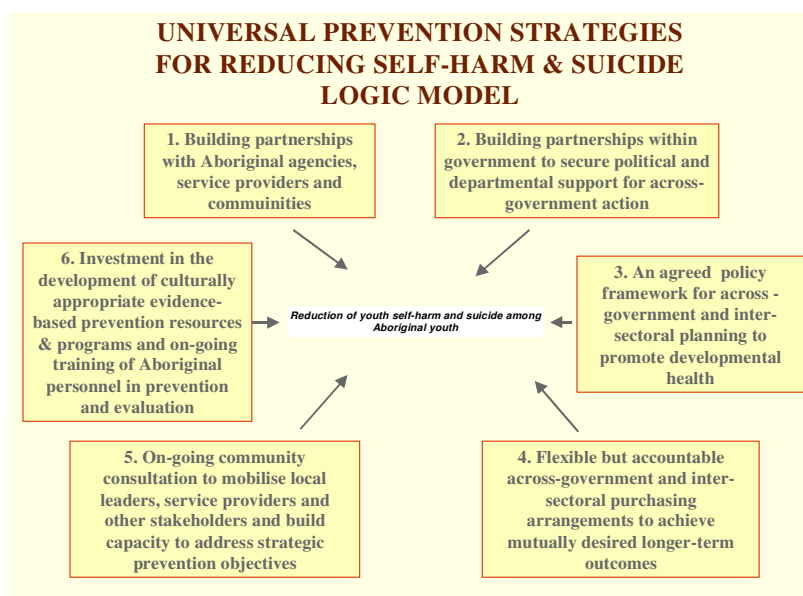 UNIVERSAL PREVENTION STRATEGIES
FOR REDUCING SELF-HARM & SUICIDE
LOGIC MODEL
1. Building partnerships
with Aboriginal agencies,
service providers and
commuinities
2. Building partnerships within
government to secure political and
departmental support for across-
government action
6. Investment in the
development of culturally
appropriate evidence-
based prevention resources
& programs and on-going
training of Aboriginal
personnel in prevention
and evaluation
Reduction of youth self-harm and suicide among
Aboriginal youth
3. An agreed policy
framework for across -
government and inter-
sectoral planning to
promote developmental
health
5. On-going community
consultation to mobilise local
leaders, service providers and
other stakeholders and build
capacity to address strategic
prevention objectives
4. Flexible but accountable
across-government and inter-
sectoral purchasing
arrangements to achieve
mutually desired longer-term
outcomes